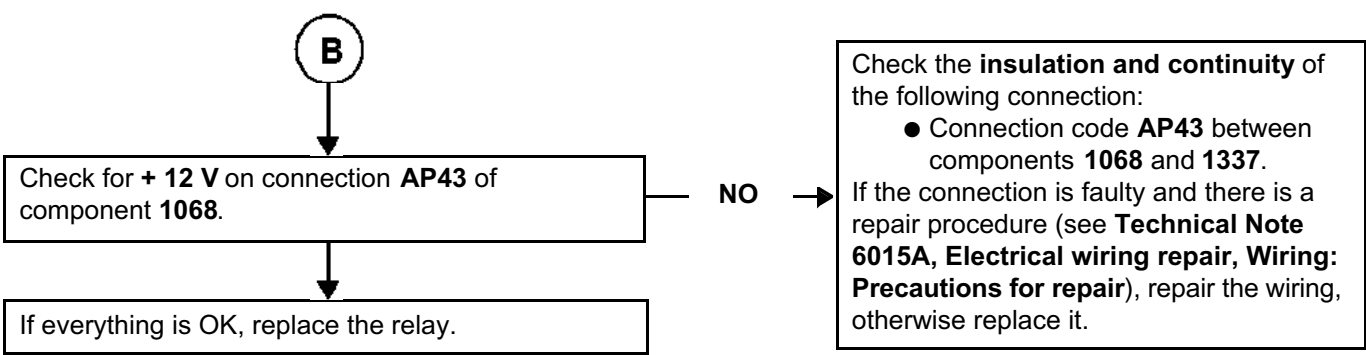 B
Check for + 12 V on connection AP43 of
component 1068.
NO
Check the insulation and continuity of
the following connection:
● Connection code AP43 between
components 1068 and 1337.
If the connection is faulty and there is a
repair procedure (see Technical Note
6015A, Electrical wiring repair, Wiring:
Precautions for repair), repair the wiring,
otherwise replace it.
If everything is OK, replace the relay.